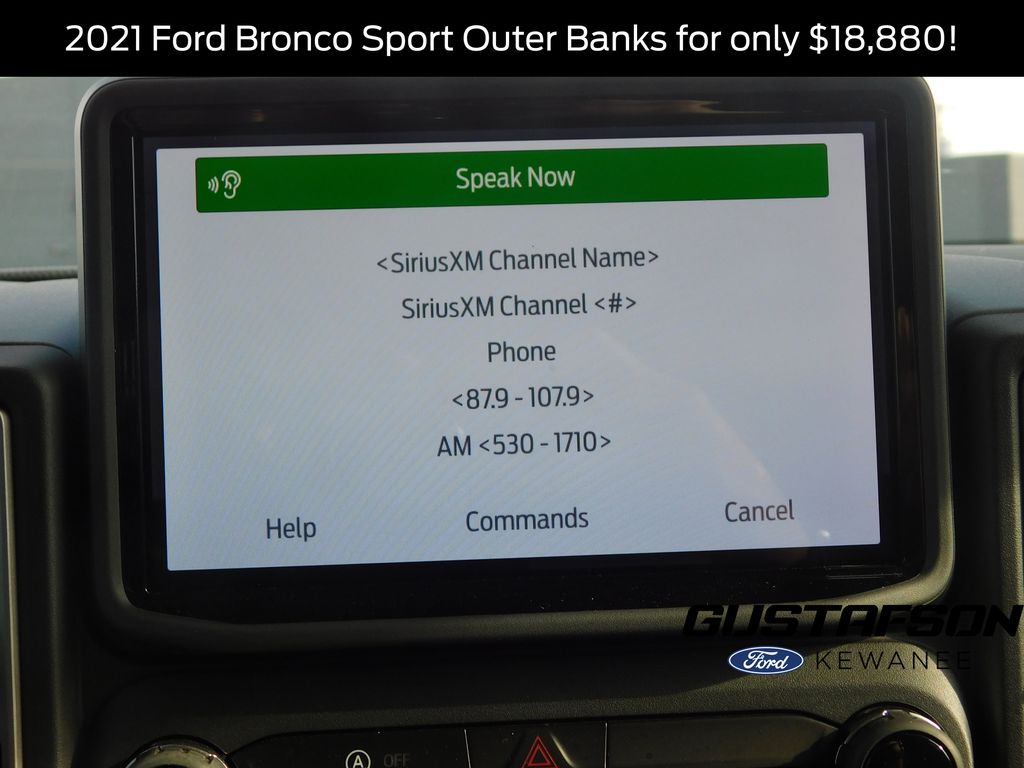 2021 Ford Bronco Sport Outer Banks for only $18,880!
Speak Now
<SiriusXM Channel Name>
SiriusXM Channel <#>
Phone
<87.9 - 107.9>
AM <530 - 1710>
Help Commands Cancel
GUSTAFSON
Ford KEWANEE
A OFF